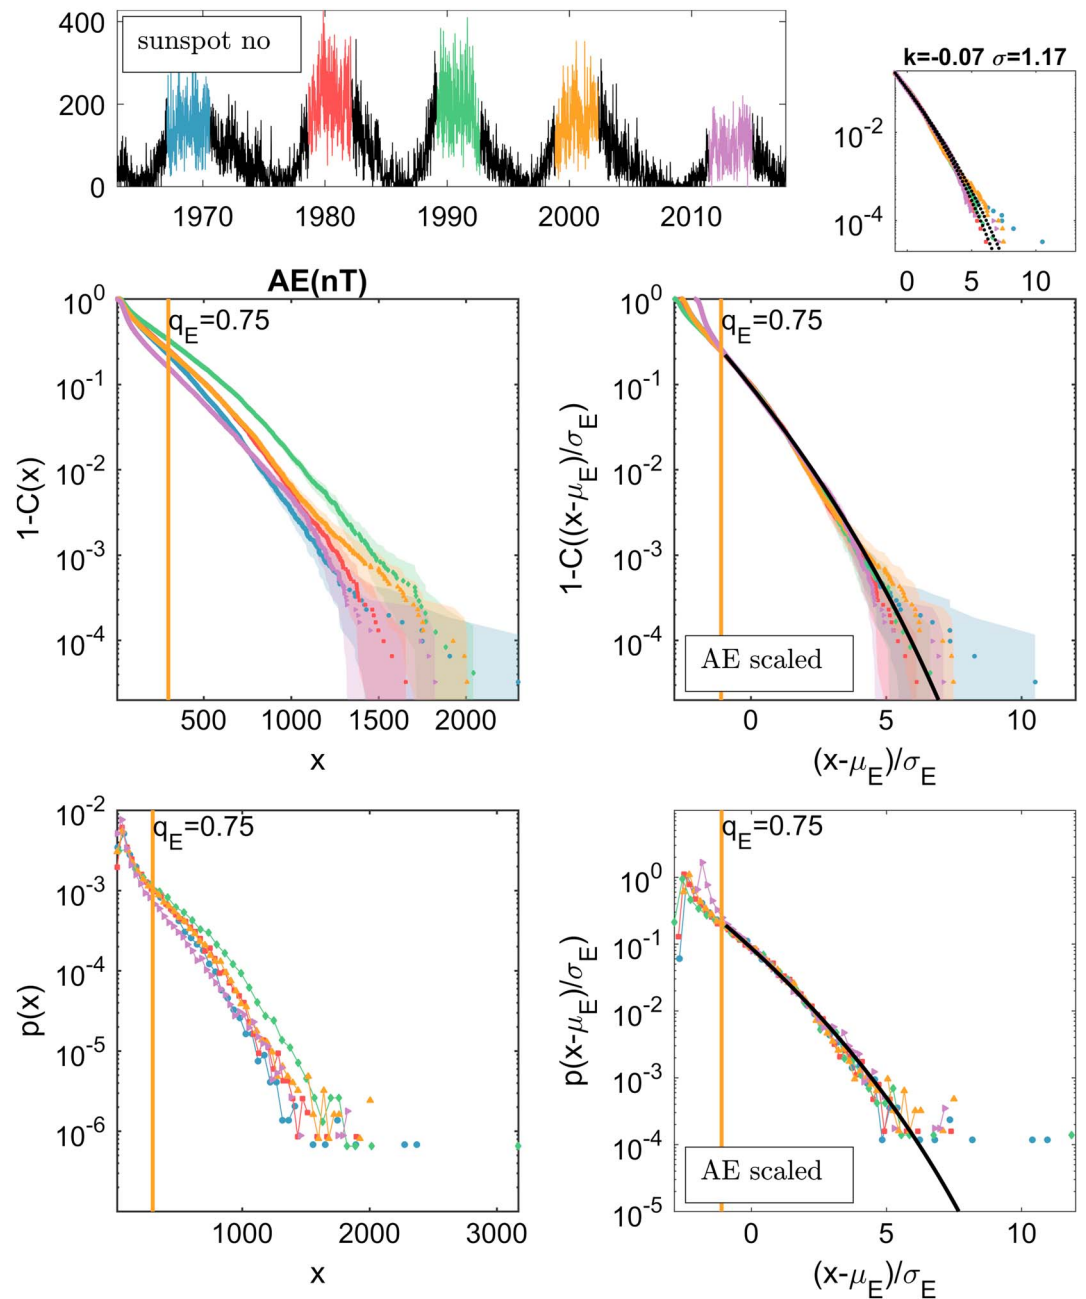 400
200
0
sunspot no
1970
1980
1990
2000
2010
k=-0.07 σ=1.17
10^-2
10^-4
0
5
10
AE(nT)
10^0
10^-1
10^-2
10^-3
10^-4
1-C(x)
q_E=0.75
500
1000
1500
2000
x
10^0
10^-1
10^-2
10^-3
10^-4
1-C((x-μ_E)/σ_E)
q_E=0.75
AE scaled
0
5
10
(x-μ_E)/σ_E
10^-2
10^-3
10^-4
10^-5
10^-6
p(x)
q_E=0.75
1000
2000
3000
x
10^0
10^-1
10^-2
10^-3
10^-4
10^-5
p(x-μ_E)/σ_E)
q_E=0.75
AE scaled
0
5
10
(x-μ_E)/σ_E